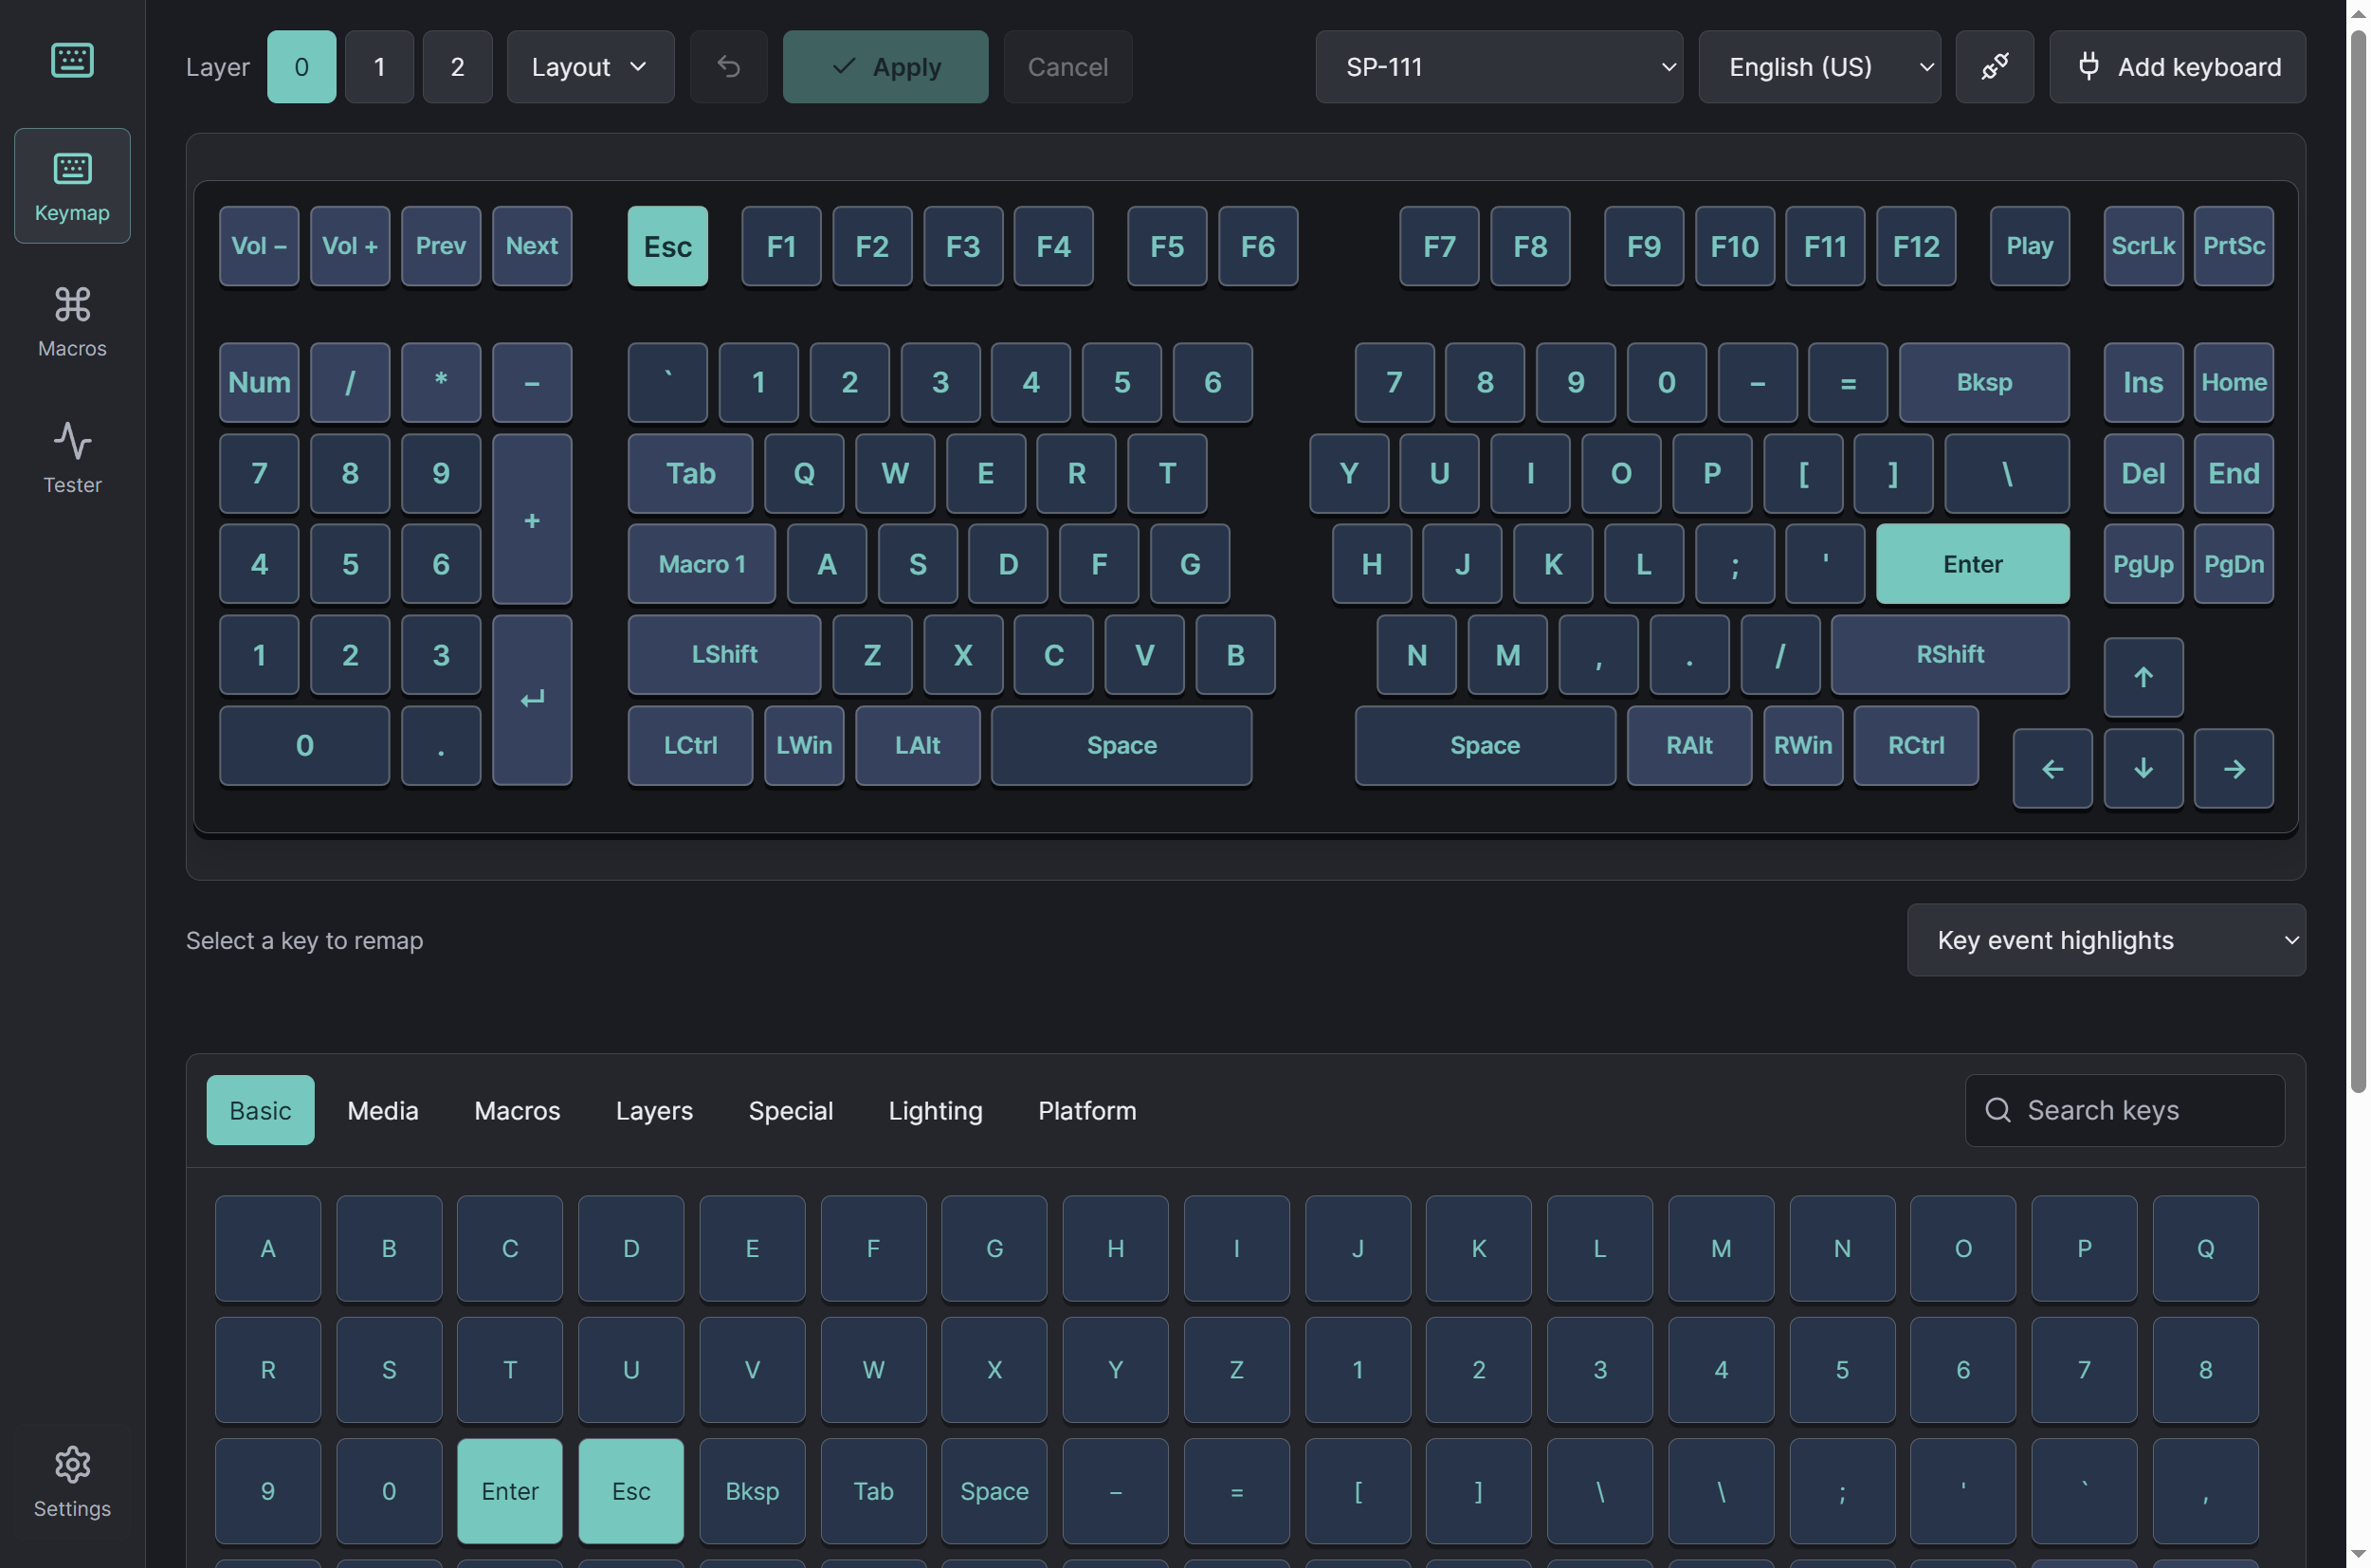 Layer 0 1 2 Layout Apply Cancel SP-111 English (US) Add keyboard
Keymap
Macros
Tester
Settings
Vol − Vol + Prev Next Esc F1 F2 F3 F4 F5 F6 F7 F8 F9 F10 F11 F12 Play ScrLk PrtSc
Num / * − ` 1 2 3 4 5 6 7 8 9 0 − = Bksp Ins Home
7 8 9 + Tab Q W E R T Y U I O P [ ] \ Del End
4 5 6 Macro 1 A S D F G H J K L ; ' Enter PgUp PgDn
1 2 3 ↵ LShift Z X C V B N M , . / RShift ↑
0 . LCtrl LWin LAlt Space Space RAlt RWin RCtrl ← ↓ →
Select a key to remap Key event highlights
Basic Media Macros Layers Special Lighting Platform Search keys
A B C D E F G H I J K L M N O P Q
R S T U V W X Y Z 1 2 3 4 5 6 7 8
9 0 Enter Esc Bksp Tab Space − = [ ] \ \ ; ' ` ,